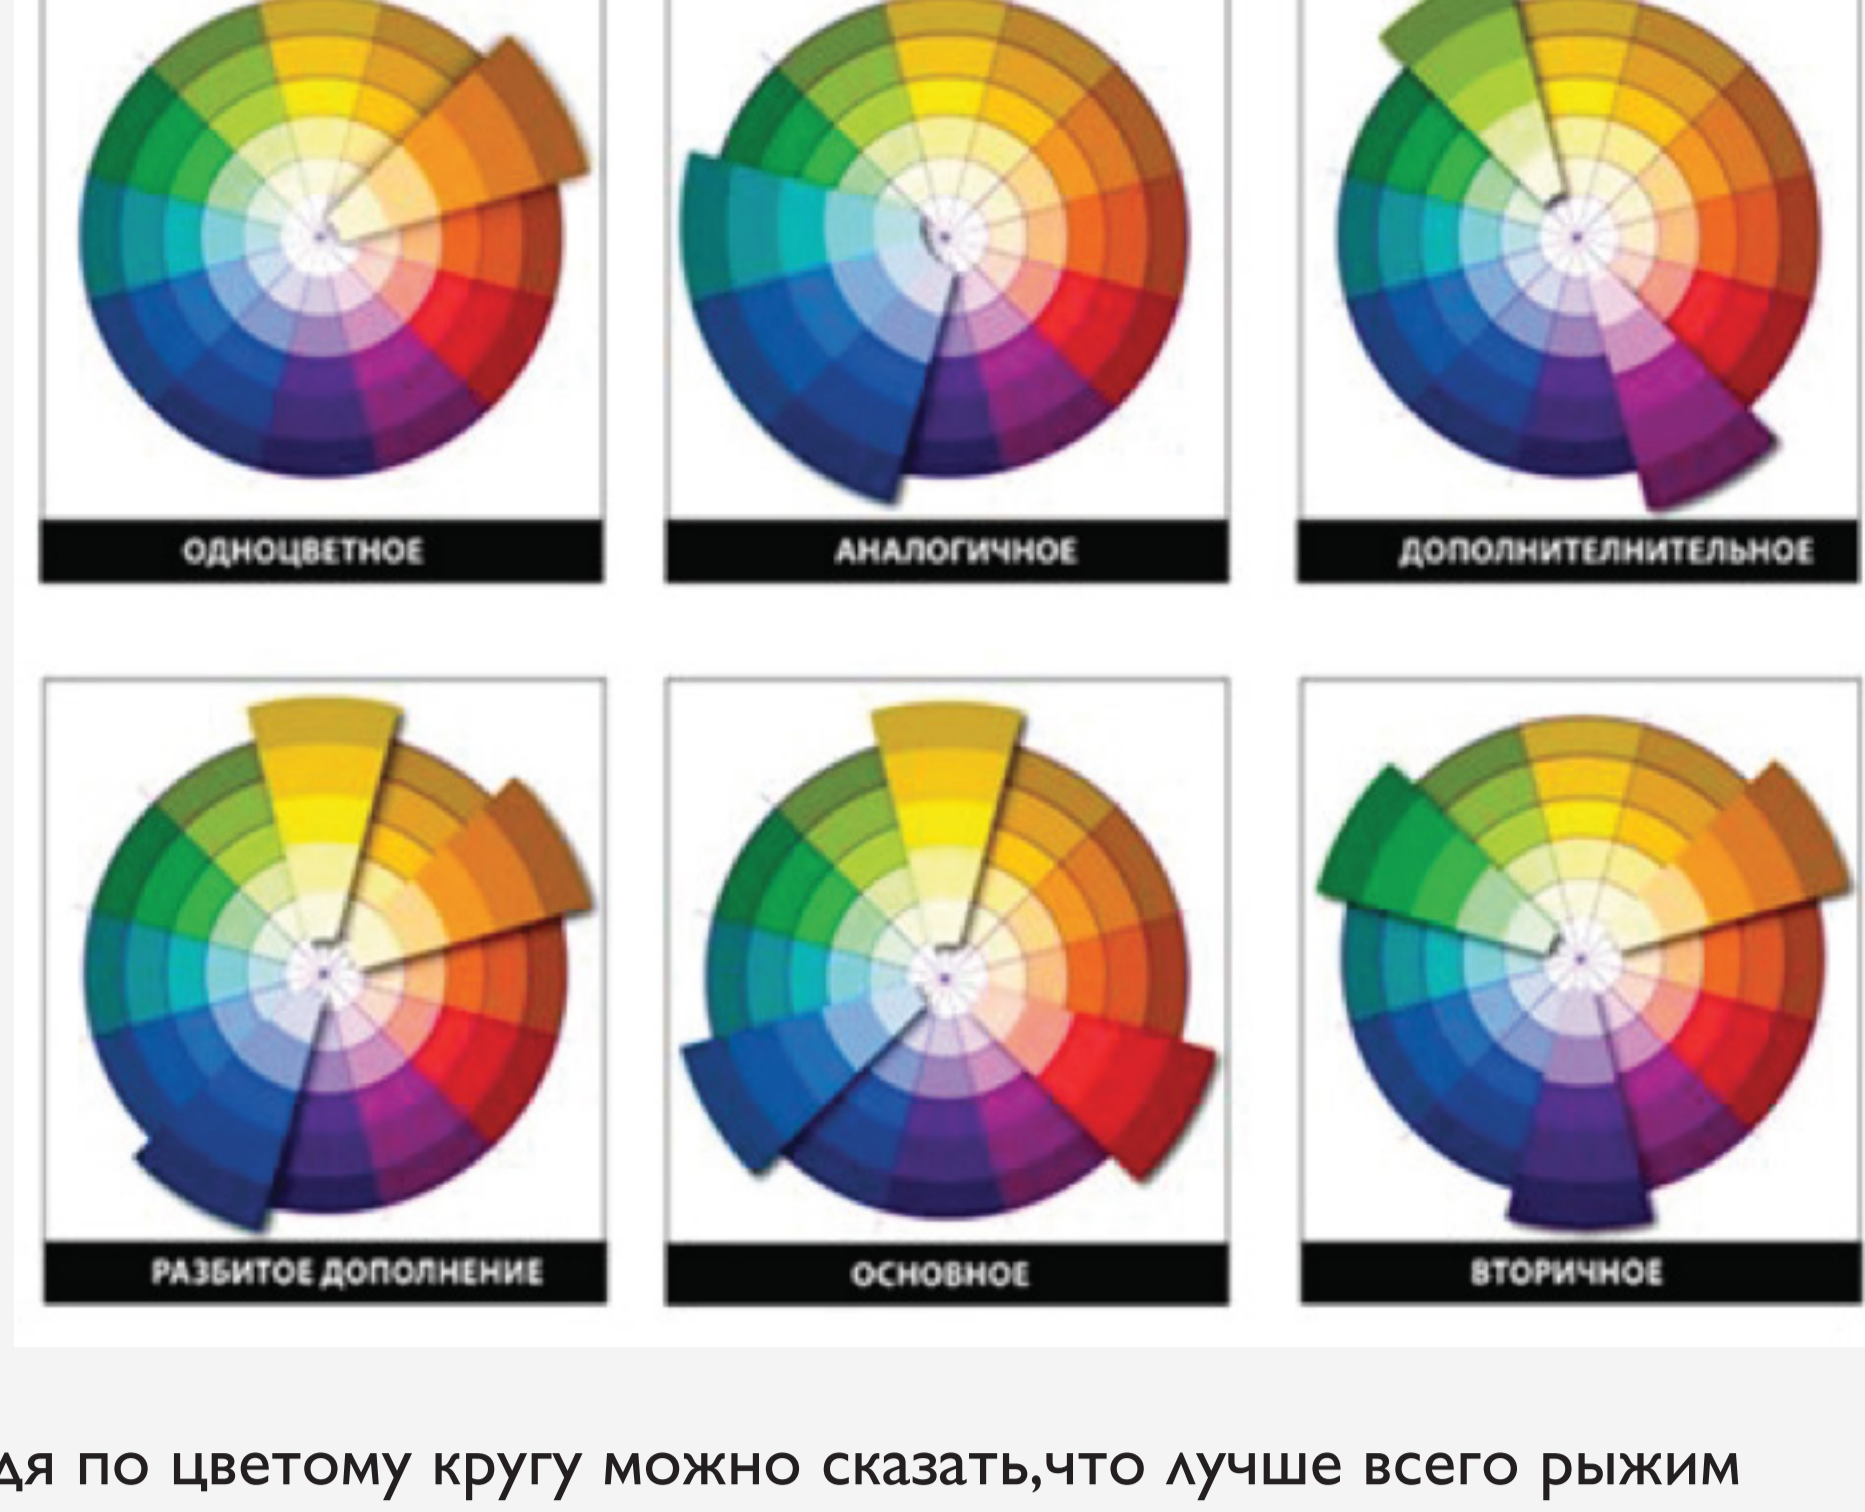 ОДНОЦВЕТНОЕ
АНАЛОГИЧНОЕ
ДОПОЛНИТЕЛНИТЕЛЬНОЕ
РАЗБИТОЕ ДОПОЛНЕНИЕ
ОСНОВНОЕ
ВТОРИЧНОЕ
дя по цветому кругу можно сказать,что лучше всего рыжим